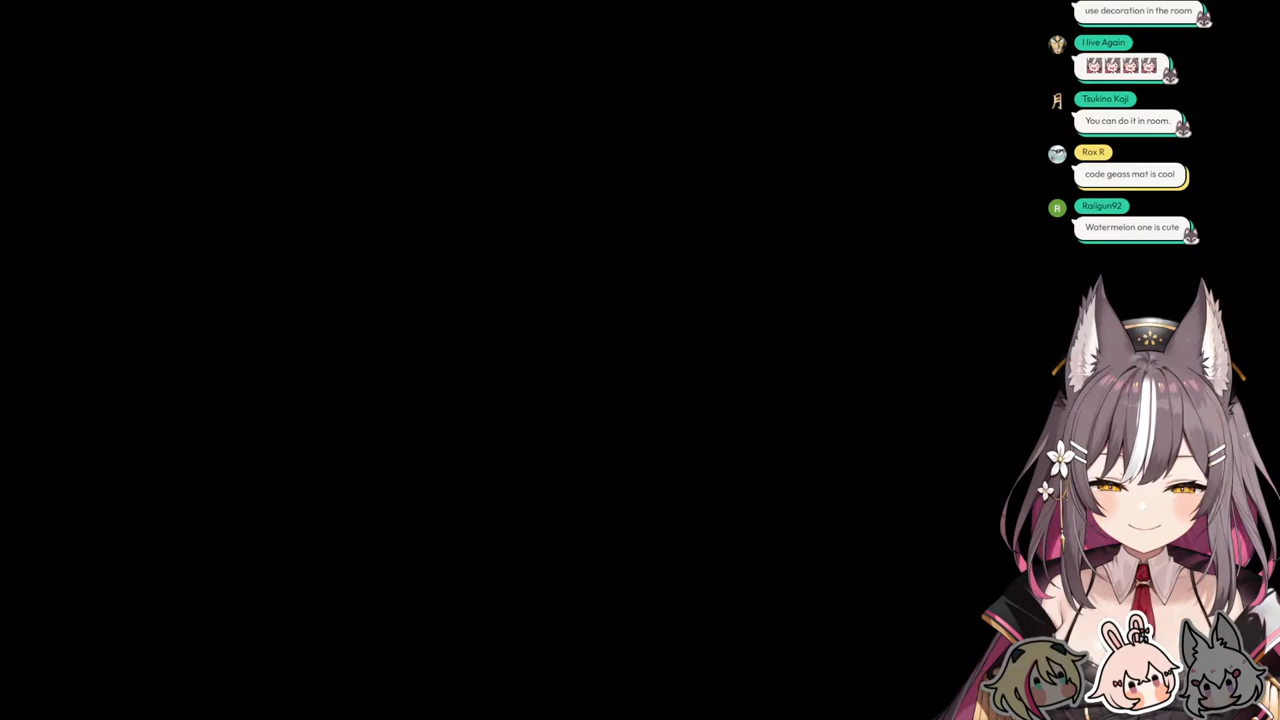 use decoration in the room
I live Again
Tsukino Kaji
月
You can do it in room.
Rox R.
code geass mat is cool
Railgun92
R
Watermelon one is cute